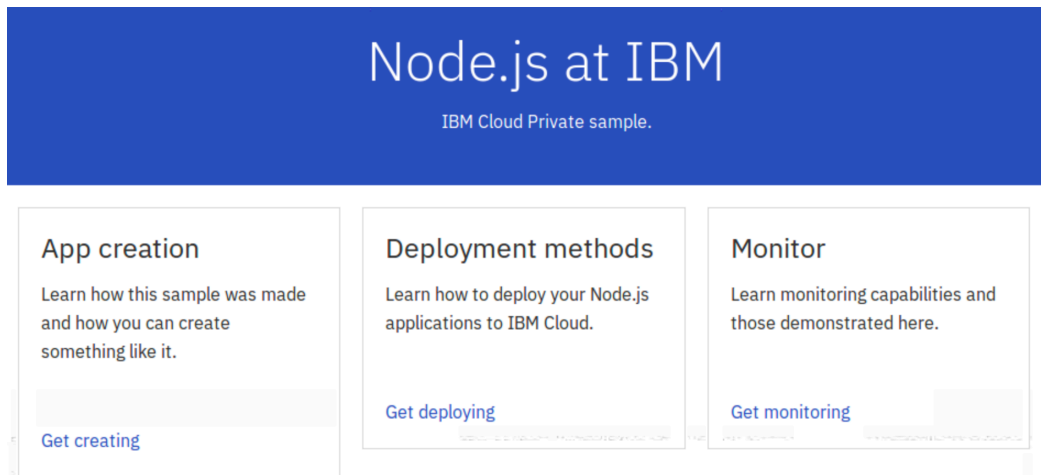 Node.js at IBM
IBM Cloud Private sample.
App creation
Learn how this sample was made
and how you can create
something like it.
Get creating
Deployment methods
Learn how to deploy your Node.js
applications to IBM Cloud.
Get deploying
Monitor
Learn monitoring capabilities and
those demonstrated here.
Get monitoring